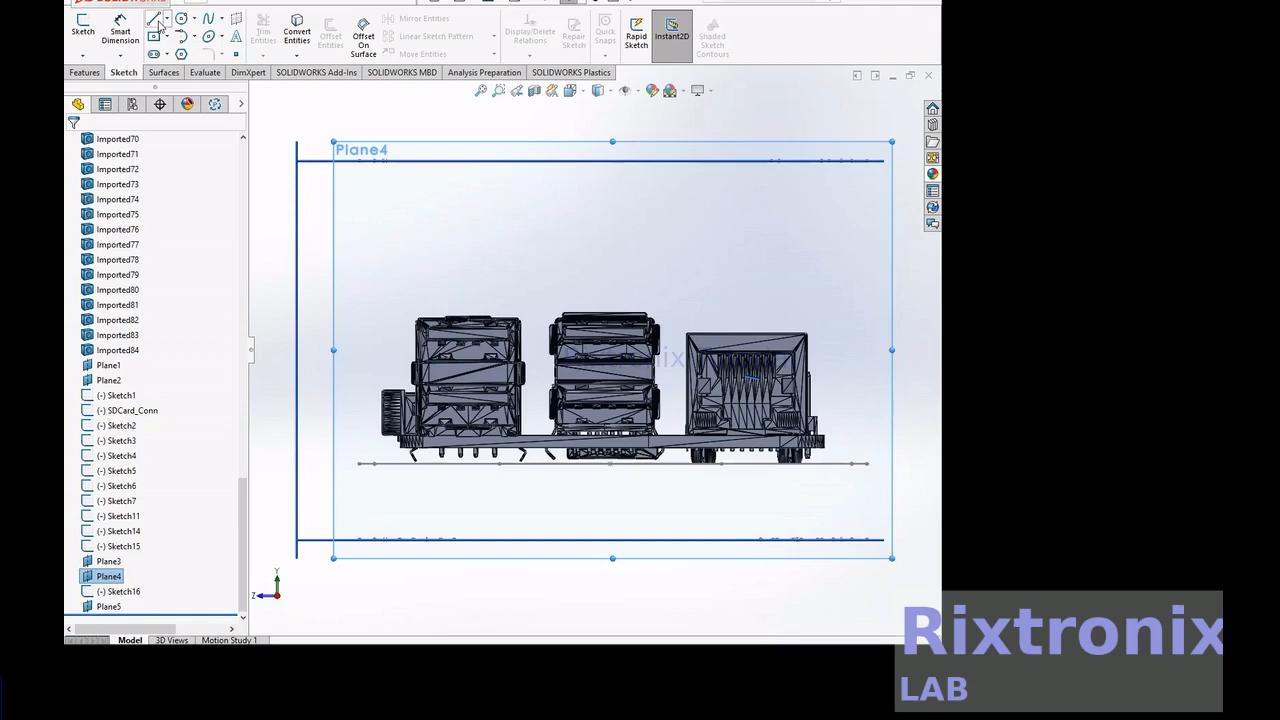 Sketch
Smart Dimension
Trim Entities
Convert Entities
Offset Entities
Offset On Surface
Mirror Entities
Linear Sketch Pattern
Move Entities
Display/Delete Relations
Repair Sketch
Quick Snaps
Rapid Sketch
Instant2D
Shaded Sketch Contours
Features
Sketch
Surfaces
Evaluate
DimXpert
SOLIDWORKS Add-Ins
SOLIDWORKS MBD
Analysis Preparation
SOLIDWORKS Plastics
Imported70
Imported71
Imported72
Imported73
Imported74
Imported75
Imported76
Imported77
Imported78
Imported79
Imported80
Imported81
Imported82
Imported83
Imported84
Plane1
Plane2
(-) Sketch1
(-) SDCard_Conn
(-) Sketch2
(-) Sketch3
(-) Sketch4
(-) Sketch5
(-) Sketch6
(-) Sketch7
(-) Sketch11
(-) Sketch14
(-) Sketch15
Plane3
Plane4
(-) Sketch16
Plane5
Plane4
Y
Z
Model
3D Views
Motion Study 1
Rixtronix
LAB